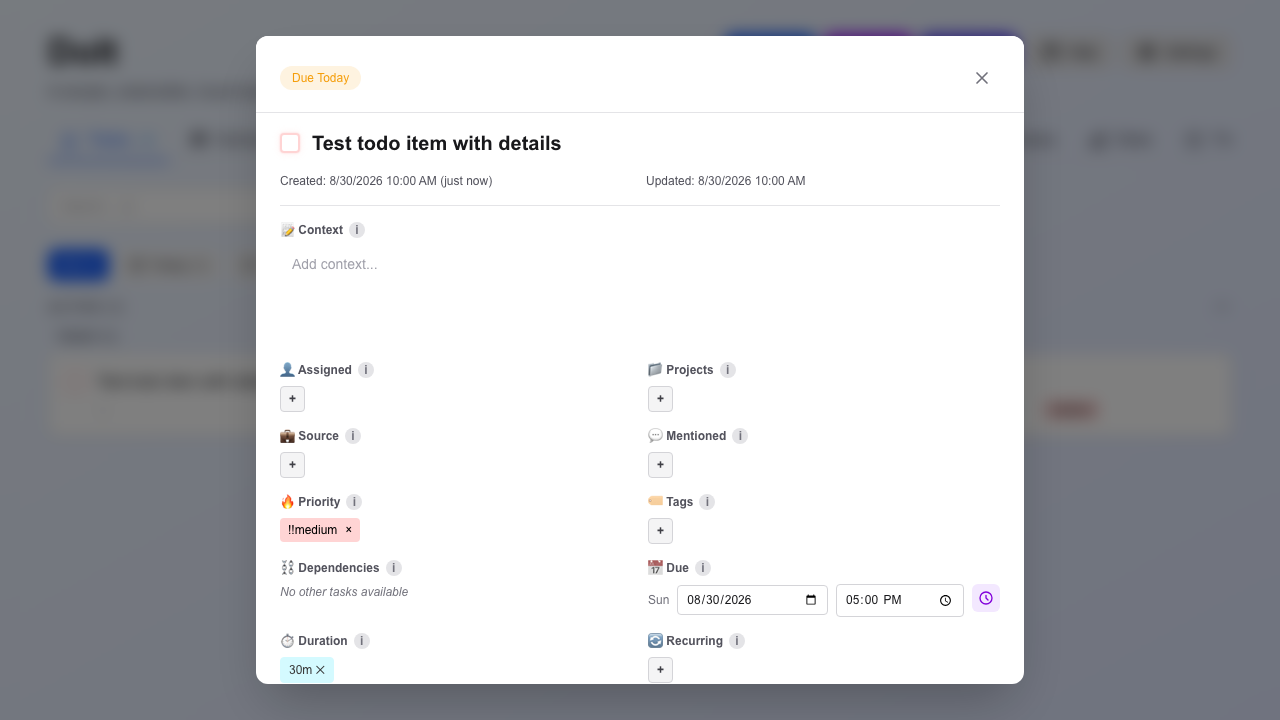 Due Today
Test todo item with details
Created: 8/30/2026 10:00 AM (just now)
Updated: 8/30/2026 10:00 AM
Context i
Add context...
Assigned i
Projects i
+
+
Source i
Mentioned i
+
+
Priority i
Tags i
!!medium ×
+
Dependencies i
Due i
No other tasks available
Sun 08/30/2026 05:00 PM
Duration i
Recurring i
30m ×
+